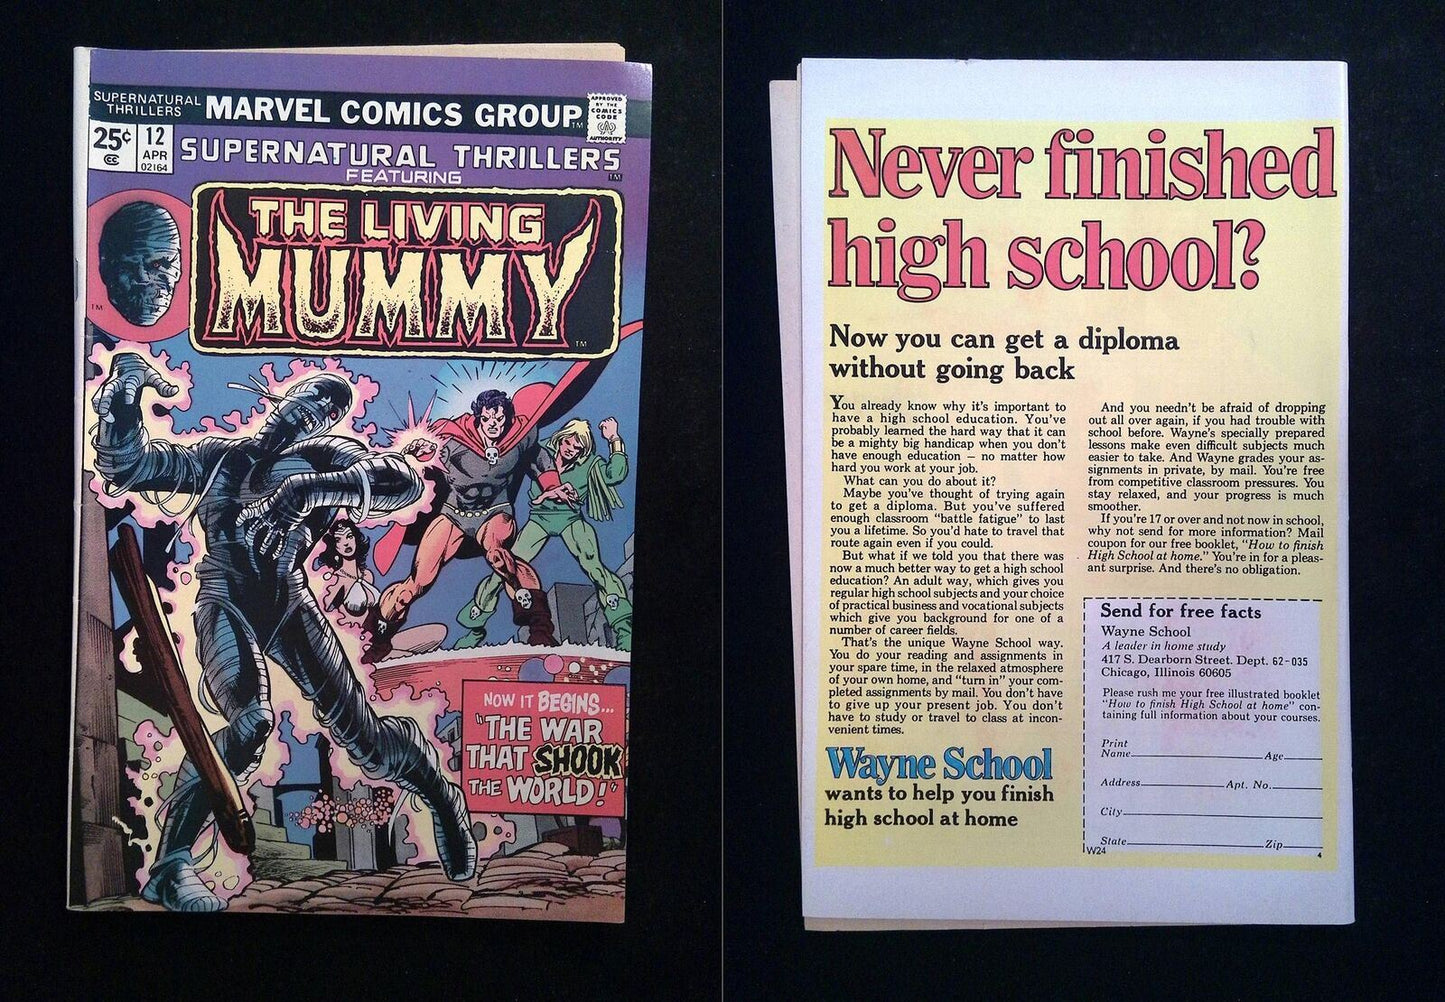 SUPERNATURAL
THRILLERS
MARVEL COMICS GROUP
TM
APPROVED
BY THE
COMICS
CODE
AUTHORITY
25¢
CC
12
APR
02164
SUPERNATURAL THRILLERS
TM
FEATURING
THE LIVING
MUMMY
TM
TM
NOW IT BEGINS...
"THE WAR
THAT SHOOK
THE WORLD!"
Never finished
high school?
Now you can get a diploma
without going back
You already know why it's important to
have a high school education. You've
probably learned the hard way that it can
be a mighty big handicap when you don't
have enough education — no matter how
hard you work at your job.
What can you do about it?
Maybe you've thought of trying again
to get a diploma. But you've suffered
enough classroom "battle fatigue" to last
you a lifetime. So you'd hate to travel that
route again even if you could.
But what if we told you that there was
now a much better way to get a high school
education? An adult way, which gives you
regular high school subjects and your choice
of practical business and vocational subjects
which give you background for one of a
number of career fields.
That's the unique Wayne School way.
You do your reading and assignments in
your spare time, in the relaxed atmosphere
of your own home, and "turn in" your com-
pleted assignments by mail. You don't have
to give up your present job. You don't
have to study or travel to class at incon-
venient times.
Wayne School
wants to help you finish
high school at home
And you needn't be afraid of dropping
out all over again, if you had trouble with
school before. Wayne's specially prepared
lessons make even difficult subjects much
easier to take. And Wayne grades your as-
signments in private, by mail. You're free
from competitive classroom pressures. You
stay relaxed, and your progress is much
smoother.
If you're 17 or over and not now in school,
why not send for more information? Mail
coupon for our free booklet, "How to finish
High School at home." You're in for a pleas-
ant surprise. And there's no obligation.
Send for free facts
Wayne School
A leader in home study
417 S. Dearborn Street. Dept. 62-035
Chicago, Illinois 60605
Please rush me your free illustrated booklet
"How to finish High School at home" con-
taining full information about your courses.
Print
Name Age
Address Apt. No.
City
State Zip
W24
4